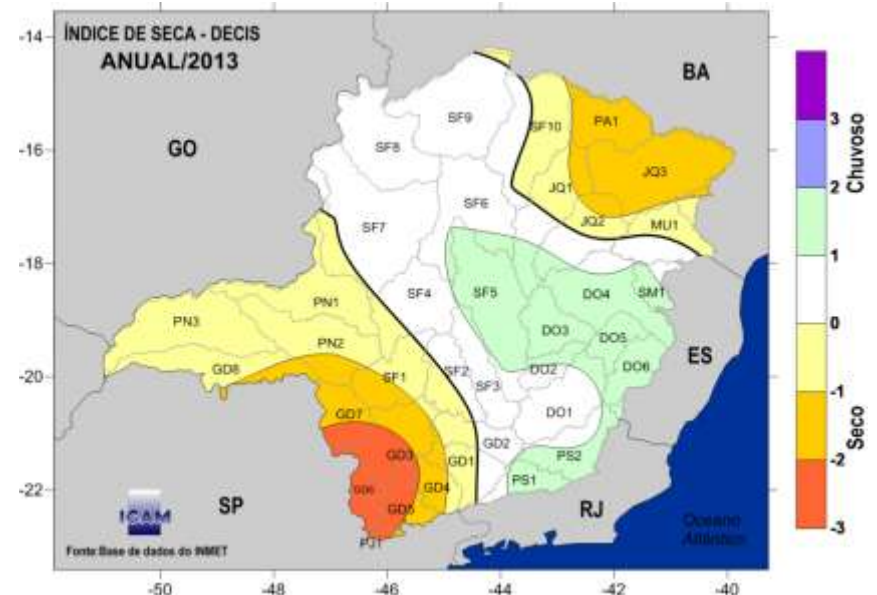 ÍNDICE DE SECA - DECIS
ANUAL/2013
-14
-16
-18
-20
-22
-50
-48
-46
-44
-42
-40
GO
BA
ES
RJ
SP
SF9
SF8
SF10
PA1
JQ3
JQ1
JQ2
MU1
SF6
SF7
SF4
SF5
DO4
SM1
DO3
DO5
DO6
PN1
PN3
PN2
GD8
SF1
SF2
DO2
SF3
DO1
GD7
GD2
GD3
GD1
PS2
PS1
GD4
GD6
GD5
PJ1
Oceano
Atlântico
ICAM
Fonte:Base de dados do INMET
3
2
1
0
-1
-2
-3
Chuvoso
Seco